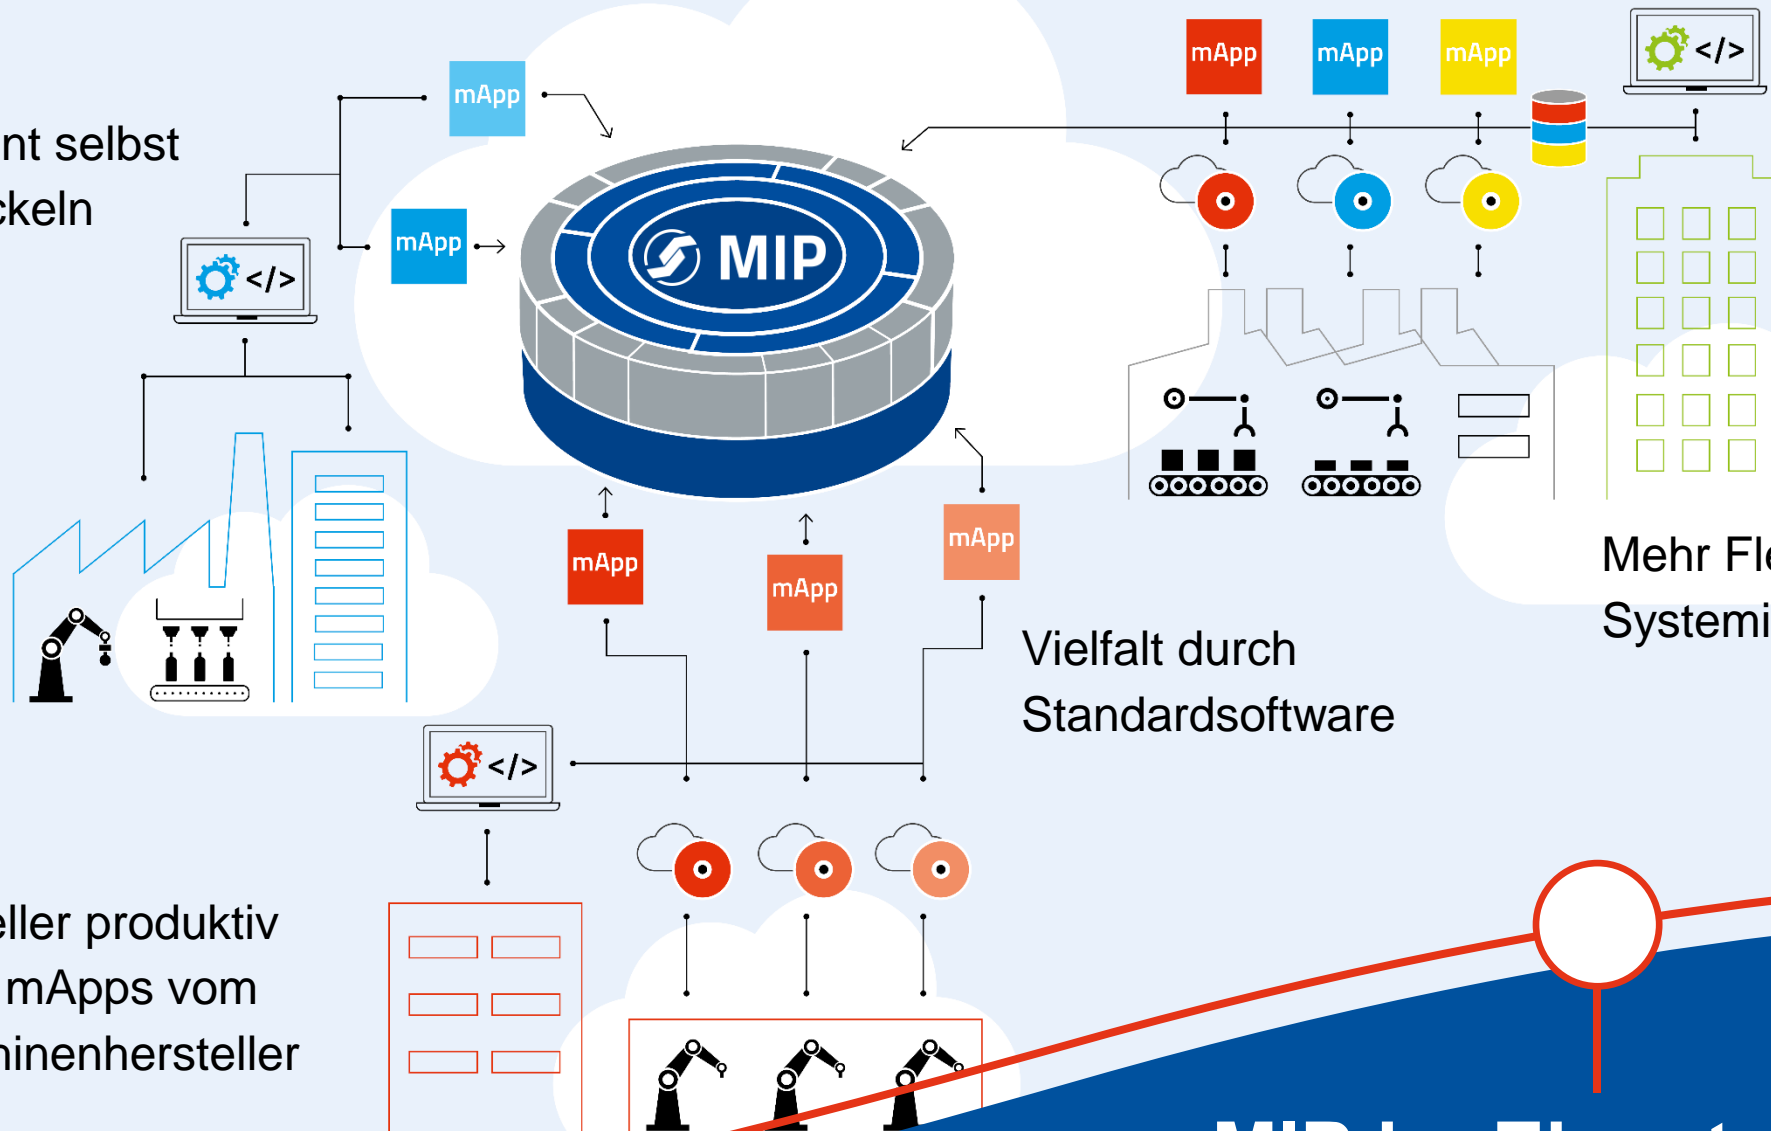 mApp mApp mApp </>
mApp
nt selbst
ckeln
mApp
MIP
</>
mApp
mApp
mApp
Mehr Fle
Systemi
Vielfalt durch
Standardsoftware
</>
eller produktiv
mApps vom
hinenhersteller